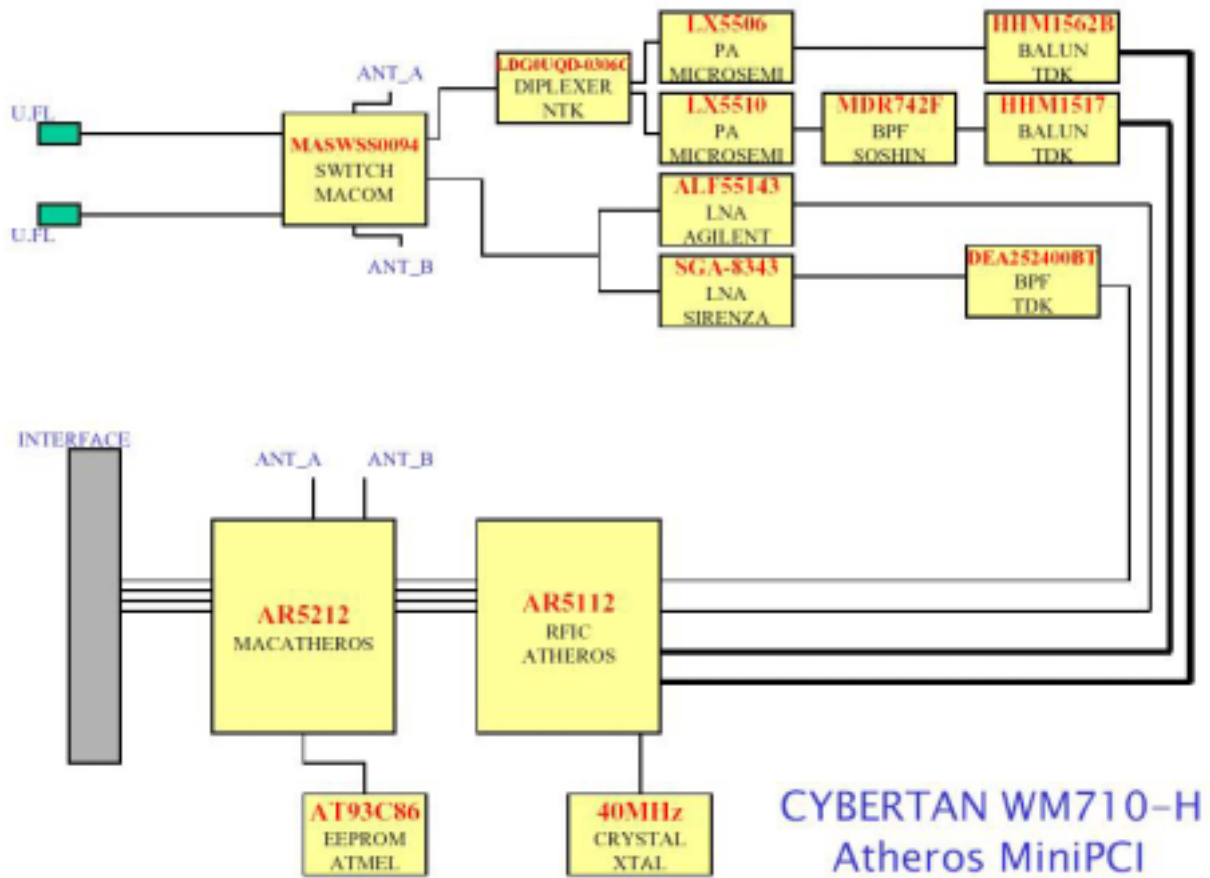 LX5506
PA
MICROSEMI
HHM1562B
BALUN
TDK
LDG0UQD-0306C
DIPLEXER
NTK
ANT_A
U.FL
MASWSS0094
SWITCH
MACOM
LX5510
PA
MICROSEMI
MDR742F
BPF
SOSHIN
HHM1517
BALUN
TDK
U.FL
ANT_B
ALF55143
LNA
AGILENT
SGA-8343
LNA
SIRENZA
DEA252400BT
BPF
TDK
INTERFACE
ANT_A
ANT_B
AR5212
MACATHEROS
AR5112
RFIC
ATHEROS
AT93C86
EEPROM
ATMEL
40MHz
CRYSTAL
XTAL
CYBERTAN WM710-H
Atheros MiniPCI